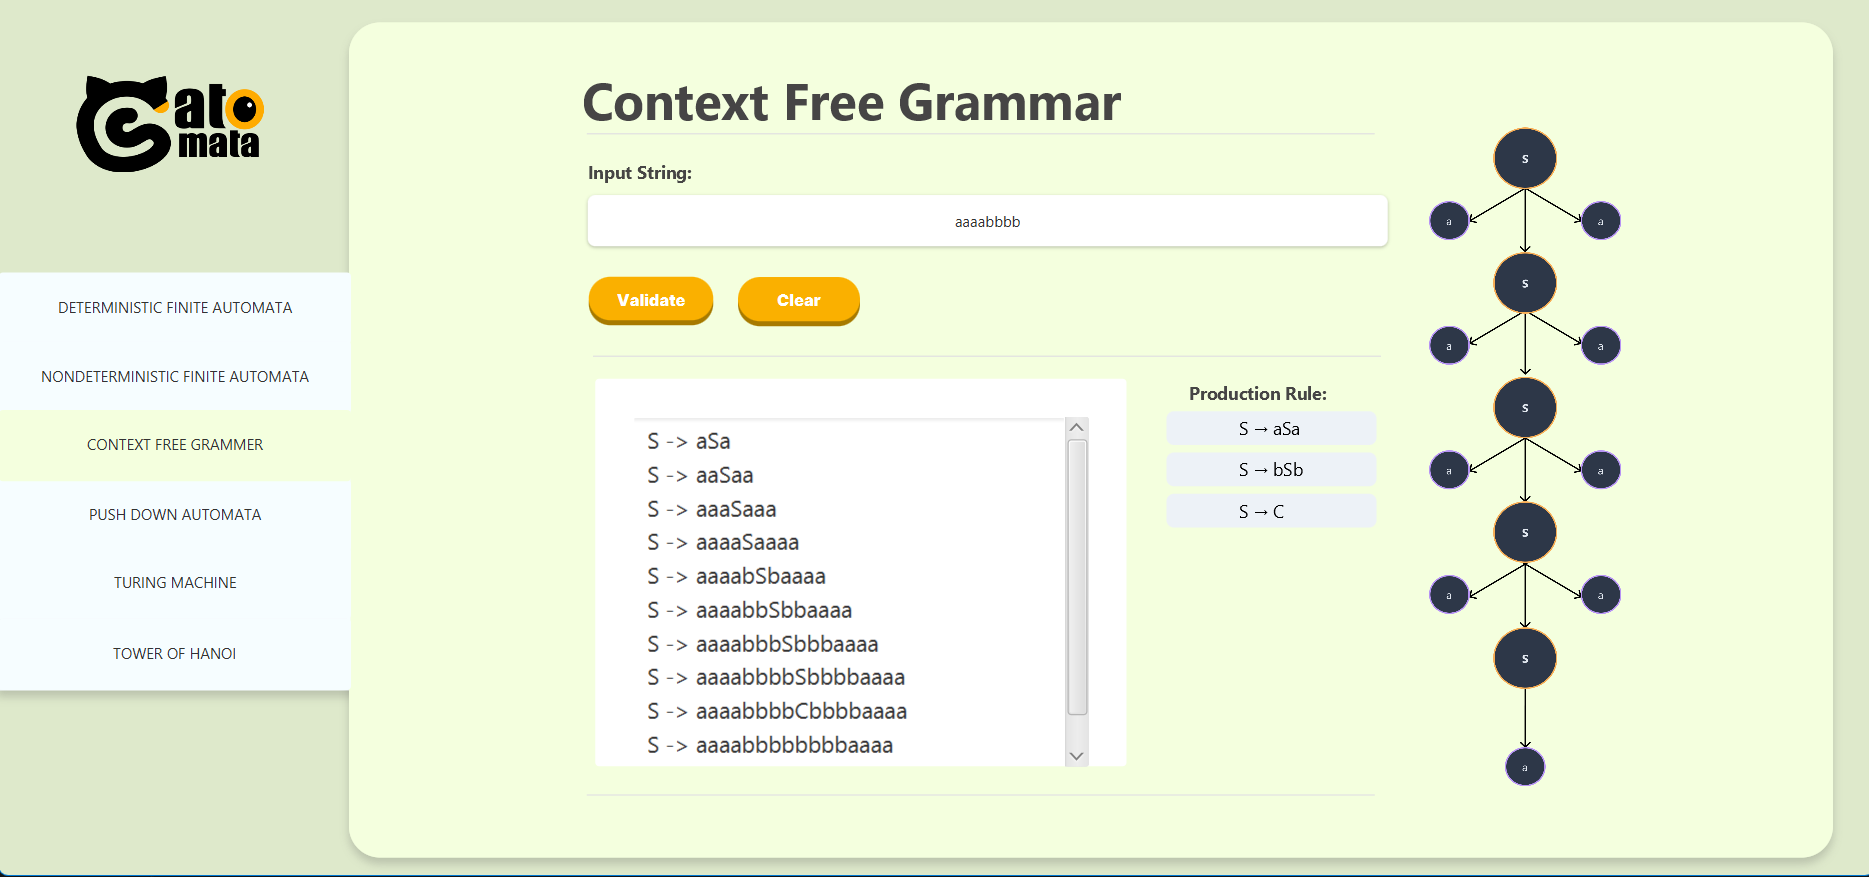 Cato
mata
DETERMINISTIC FINITE AUTOMATA
NONDETERMINISTIC FINITE AUTOMATA
CONTEXT FREE GRAMMER
PUSH DOWN AUTOMATA
TURING MACHINE
TOWER OF HANOI
Context Free Grammar
Input String:
aaaabbbb
Validate
Clear
S -> aSa
S -> aaSaa
S -> aaaSaaa
S -> aaaaSaaaa
S -> aaaabSbaaaa
S -> aaaabbSbbaaaa
S -> aaaabbbSbbbaaaa
S -> aaaabbbbSbbbbaaaa
S -> aaaabbbbCbbbbaaaa
S -> aaaabbbbbbbbaaaa
Production Rule:
S → aSa
S → bSb
S → C
S
a a
S
a a
S
a a
S
a a
S
a